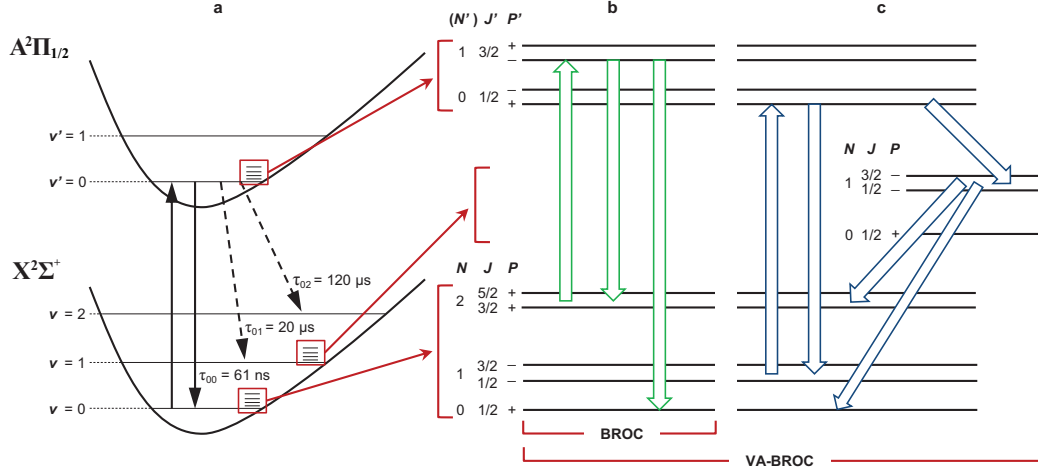 a
b
c
(N') J' P'
A²Π₁/₂
1 3/2 +
–
0 1/2 –
+
v' = 1
v' = 0
N J P
1 3/2 –
1/2 –
0 1/2 +
X²Σ⁺
τ₀₂ = 120 µs
N J P
v = 2
2 5/2 +
3/2 +
τ₀₁ = 20 µs
v = 1
1 3/2 –
1/2 –
τ₀₀ = 61 ns
v = 0
0 1/2 +
BROC
VA-BROC